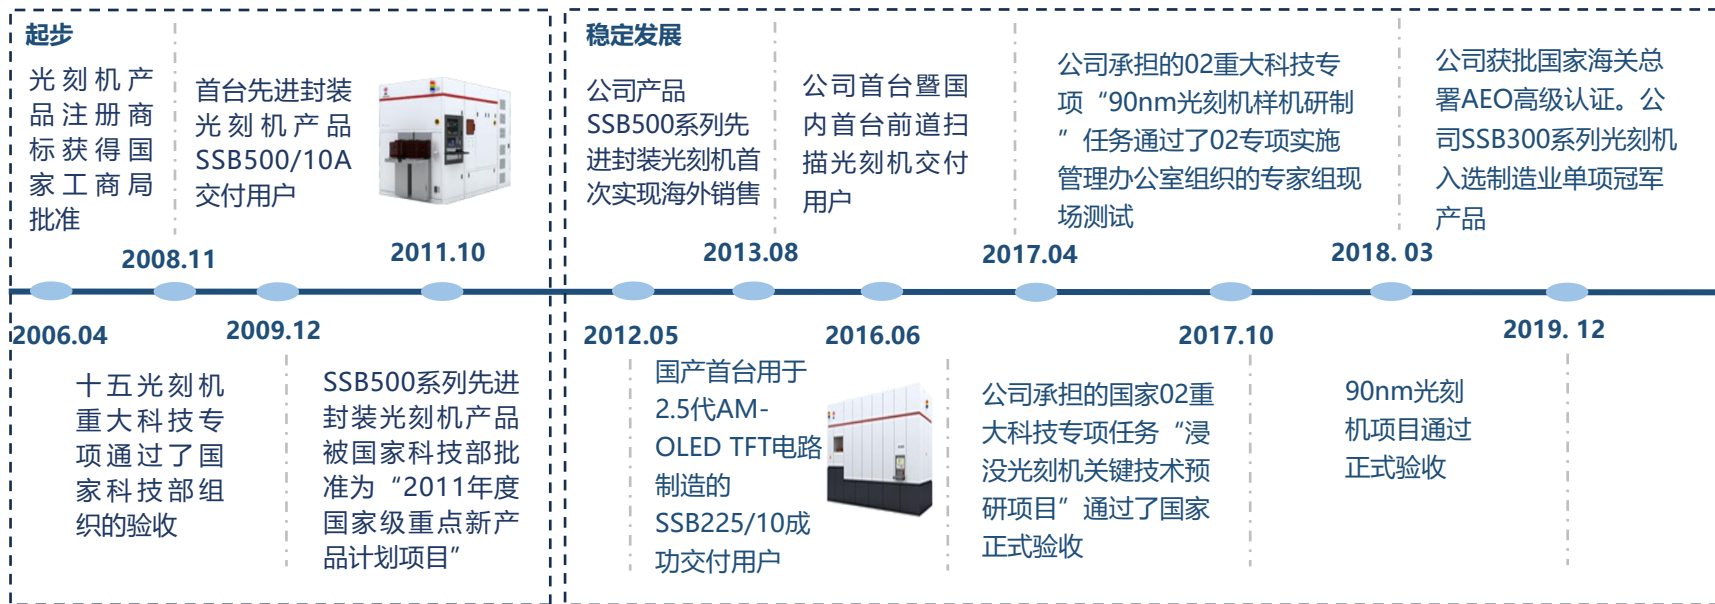 起步
光刻机产
品注册商
标获得国
家工商局
批准
首台先进封装
光刻机产品
SSB500/10A
交付用户
稳定发展
公司产品
SSB500系列先
进封装光刻机首
次实现海外销售
公司首台暨国
内首台前道扫
描光刻机交付
用户
公司承担的02重大科技专
项“90nm光刻机样机研制
”任务通过了02专项实施
管理办公室组织的专家组现
场测试
公司获批国家海关总
署AEO高级认证。公
司SSB300系列光刻机
入选制造业单项冠军
产品
2008.11
2011.10
2013.08
2017.04
2018. 03
2006.04
2009.12
2012.05
2016.06
2017.10
2019. 12
十五光刻机
重大科技专
项通过了国
家科技部组
织的验收
SSB500系列先进
封装光刻机产品
被国家科技部批
准为“2011年度
国家级重点新产
品计划项目”
国产首台用于
2.5代AM-
OLED TFT电路
制造的
SSB225/10成
功交付用户
公司承担的国家02重
大科技专项任务“浸
没光刻机关键技术预
研项目”通过了国家
正式验收
90nm光刻
机项目通过
正式验收